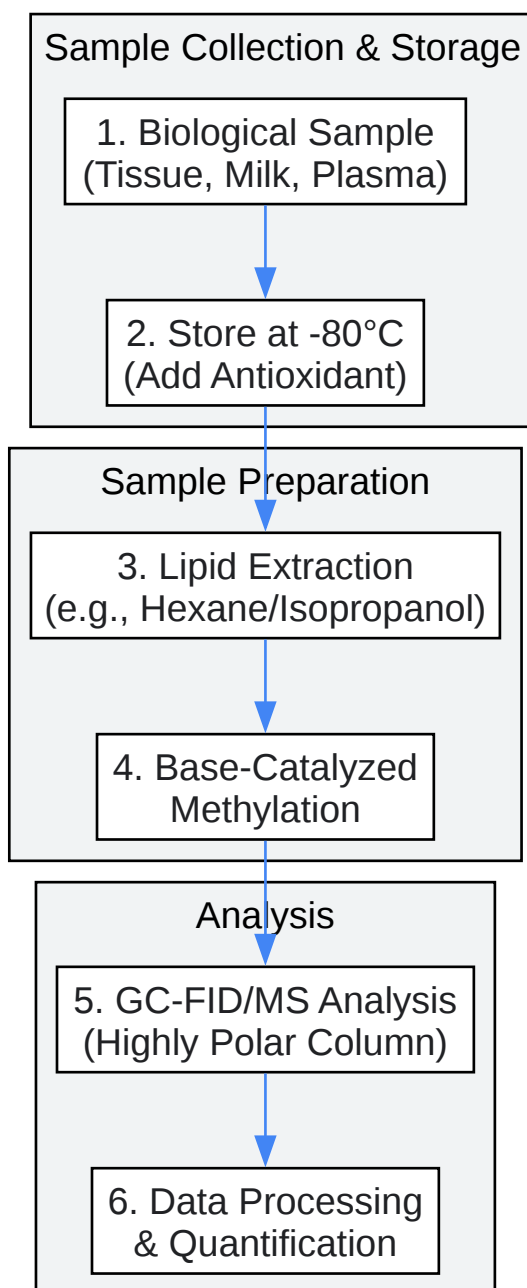 Sample Collection & Storage
1. Biological Sample
(Tissue, Milk, Plasma)
2. Store at -80°C
(Add Antioxidant)
Sample Preparation
3. Lipid Extraction
(e.g., Hexane/Isopropanol)
4. Base-Catalyzed
Methylation
Analysis
5. GC-FID/MS Analysis
(Highly Polar Column)
6. Data Processing
& Quantification